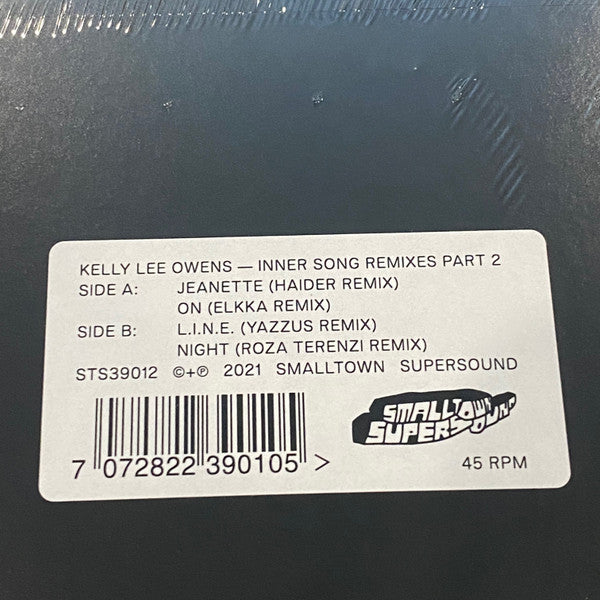 KELLY LEE OWENS — INNER SONG REMIXES PART 2
SIDE A: JEANETTE (HAIDER REMIX)
ON (ELKKA REMIX)
SIDE B: L.I.N.E. (YAZZUS REMIX)
NIGHT (ROZA TERENZI REMIX)
STS39012 ©+℗ 2021 SMALLTOWN SUPERSOUND
SMALLTOWN
SUPERSOUND
7 072822 390105 >
45 RPM